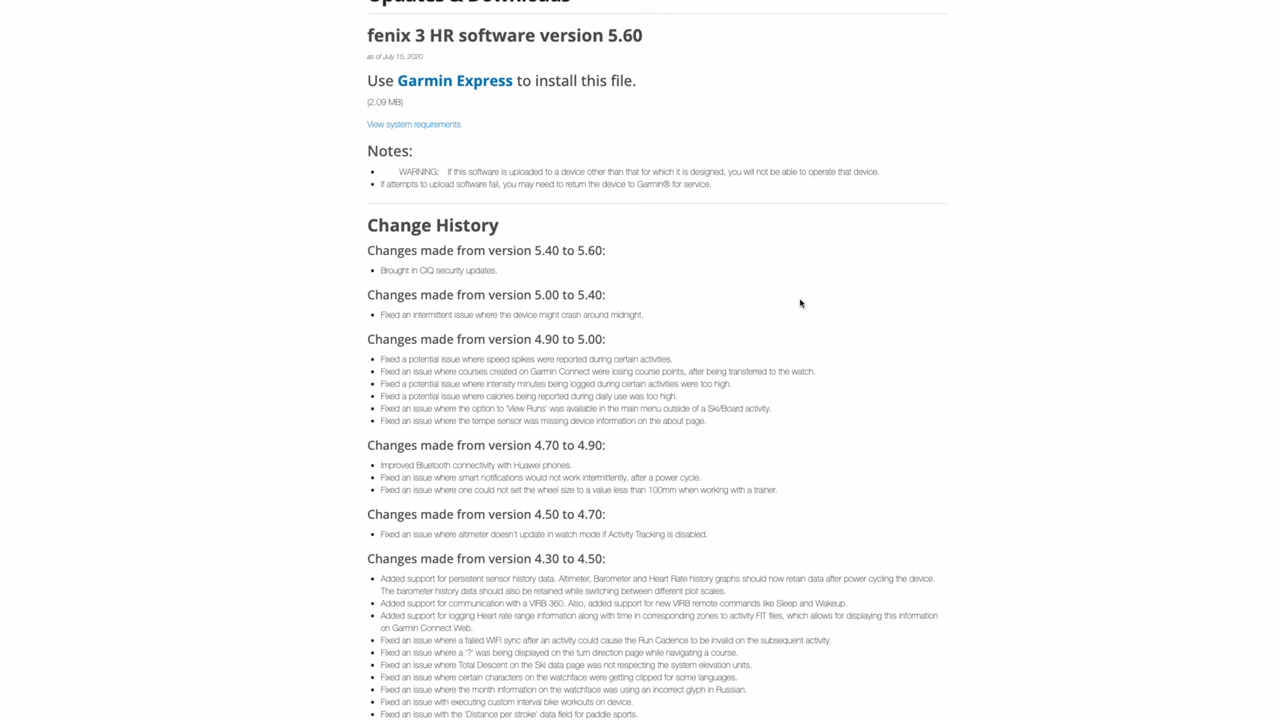 Updates & Downloads
fenix 3 HR software version 5.60
as of July 15, 2020
Use Garmin Express to install this file.
(2.09 MB)
View system requirements
Notes:
• WARNING: If this software is uploaded to a device other than that for which it is designed, you will not be able to operate that device.
• If attempts to upload software fail, you may need to return the device to Garmin® for service.
Change History
Changes made from version 5.40 to 5.60:
• Brought in CIQ security updates.
Changes made from version 5.00 to 5.40:
• Fixed an intermittent issue where the device might crash around midnight.
Changes made from version 4.90 to 5.00:
• Fixed a potential issue where speed spikes were reported during certain activities.
• Fixed an issue where courses created on Garmin Connect were losing course points, after being transferred to the watch.
• Fixed a potential issue where intensity minutes being logged during certain activities were too high.
• Fixed a potential issue where calories being reported during daily use was too high.
• Fixed an issue where the option to 'View Runs' was available in the main menu outside of a Ski/Board activity.
• Fixed an issue where the tempe sensor was missing device information on the about page.
Changes made from version 4.70 to 4.90:
• Improved Bluetooth connectivity with Huawei phones.
• Fixed an issue where smart notifications would not work intermittently, after a power cycle.
• Fixed an issue where one could not set the wheel size to a value less than 100mm when working with a trainer.
Changes made from version 4.50 to 4.70:
• Fixed an issue where altimeter doesn't update in watch mode if Activity Tracking is disabled.
Changes made from version 4.30 to 4.50:
• Added support for persistent sensor history data. Altimeter, Barometer and Heart Rate history graphs should now retain data after power cycling the device.
The barometer history data should also be retained while switching between different plot scales.
• Added support for communication with a VIRB 360. Also, added support for new VIRB remote commands like Sleep and Wakeup.
• Added support for logging Heart rate range information along with time in corresponding zones to activity FIT files, which allows for displaying this information
on Garmin Connect Web.
• Fixed an issue where a failed WIFI sync after an activity could cause the Run Cadence to be invalid on the subsequent activity.
• Fixed an issue where a '?' was being displayed on the turn direction page while navigating a course.
• Fixed an issue where Total Descent on the Ski data page was not respecting the system elevation units.
• Fixed an issue where certain characters on the watchface were getting clipped for some languages.
• Fixed an issue where the month information on the watchface was using an incorrect glyph in Russian.
• Fixed an issue with executing custom interval bike workouts on device.
• Fixed an issue with the 'Distance per stroke' data field for paddle sports.